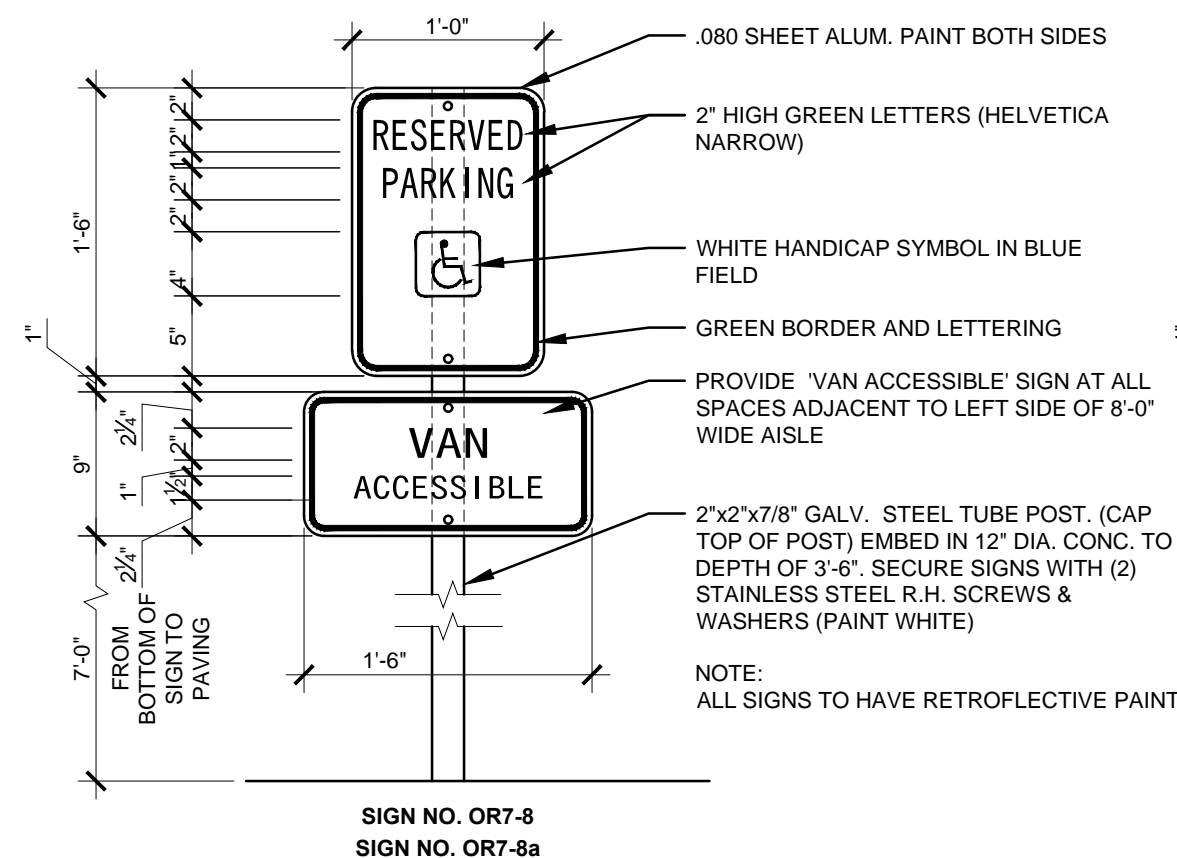 1'-0"
.080 SHEET ALUM. PAINT BOTH SIDES
2" HIGH GREEN LETTERS (HELVETICA
NARROW)
WHITE HANDICAP SYMBOL IN BLUE
FIELD
GREEN BORDER AND LETTERING
PROVIDE 'VAN ACCESSIBLE' SIGN AT ALL
SPACES ADJACENT TO LEFT SIDE OF 8'-0"
WIDE AISLE
2"x2"x7/8" GALV. STEEL TUBE POST. (CAP
TOP OF POST) EMBED IN 12" DIA. CONC. TO
DEPTH OF 3'-6". SECURE SIGNS WITH (2)
STAINLESS STEEL R.H. SCREWS &
WASHERS (PAINT WHITE)
NOTE:
ALL SIGNS TO HAVE RETROFLECTIVE PAINT
RESERVED
PARKING
VAN
ACCESSIBLE
2"
2"
1"
2"
2"
4"
5"
1'-6"
1"
9"
2¼"
2"
1"
1½"
2¼"
7'-0"
FROM
BOTTOM OF
SIGN TO
PAVING
1'-6"
SIGN NO. OR7-8
SIGN NO. OR7-8a